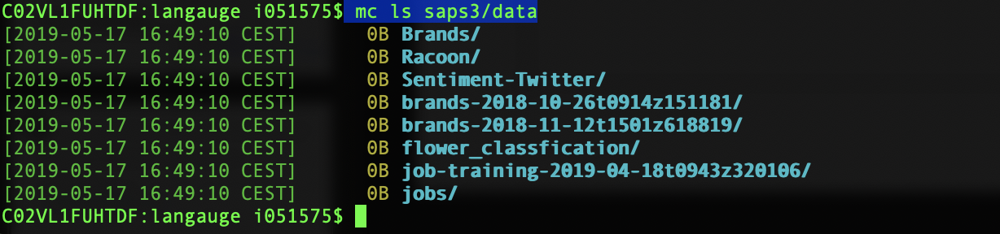 C02VL1FUHTDF:langauge i051575$ mc ls saps3/data
[2019-05-17 16:49:10 CEST]     0B Brands/
[2019-05-17 16:49:10 CEST]     0B Racoon/
[2019-05-17 16:49:10 CEST]     0B Sentiment-Twitter/
[2019-05-17 16:49:10 CEST]     0B brands-2018-10-26t0914z151181/
[2019-05-17 16:49:10 CEST]     0B brands-2018-11-12t1501z618819/
[2019-05-17 16:49:10 CEST]     0B flower_classfication/
[2019-05-17 16:49:10 CEST]     0B job-training-2019-04-18t0943z320106/
[2019-05-17 16:49:10 CEST]     0B jobs/
C02VL1FUHTDF:langauge i051575$